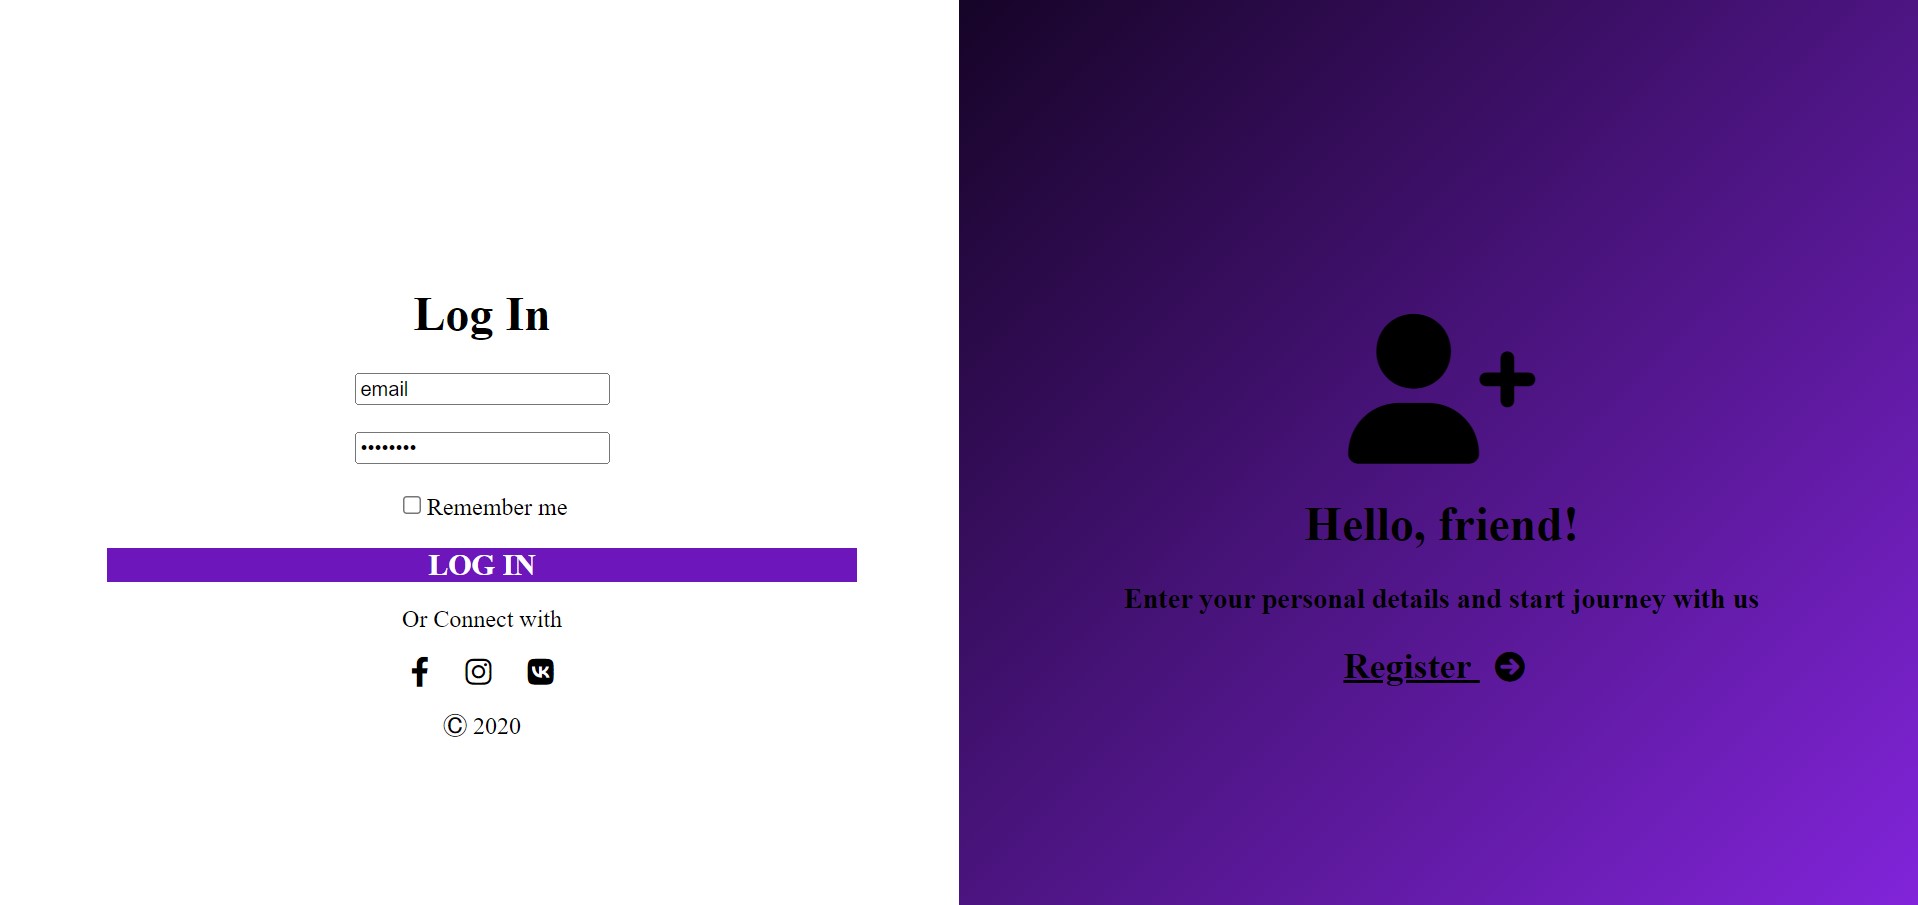 Log In
email
••••••••
Remember me
LOG IN
Or Connect with
Ⓒ 2020
Hello, friend!
Enter your personal details and start journey with us
Register